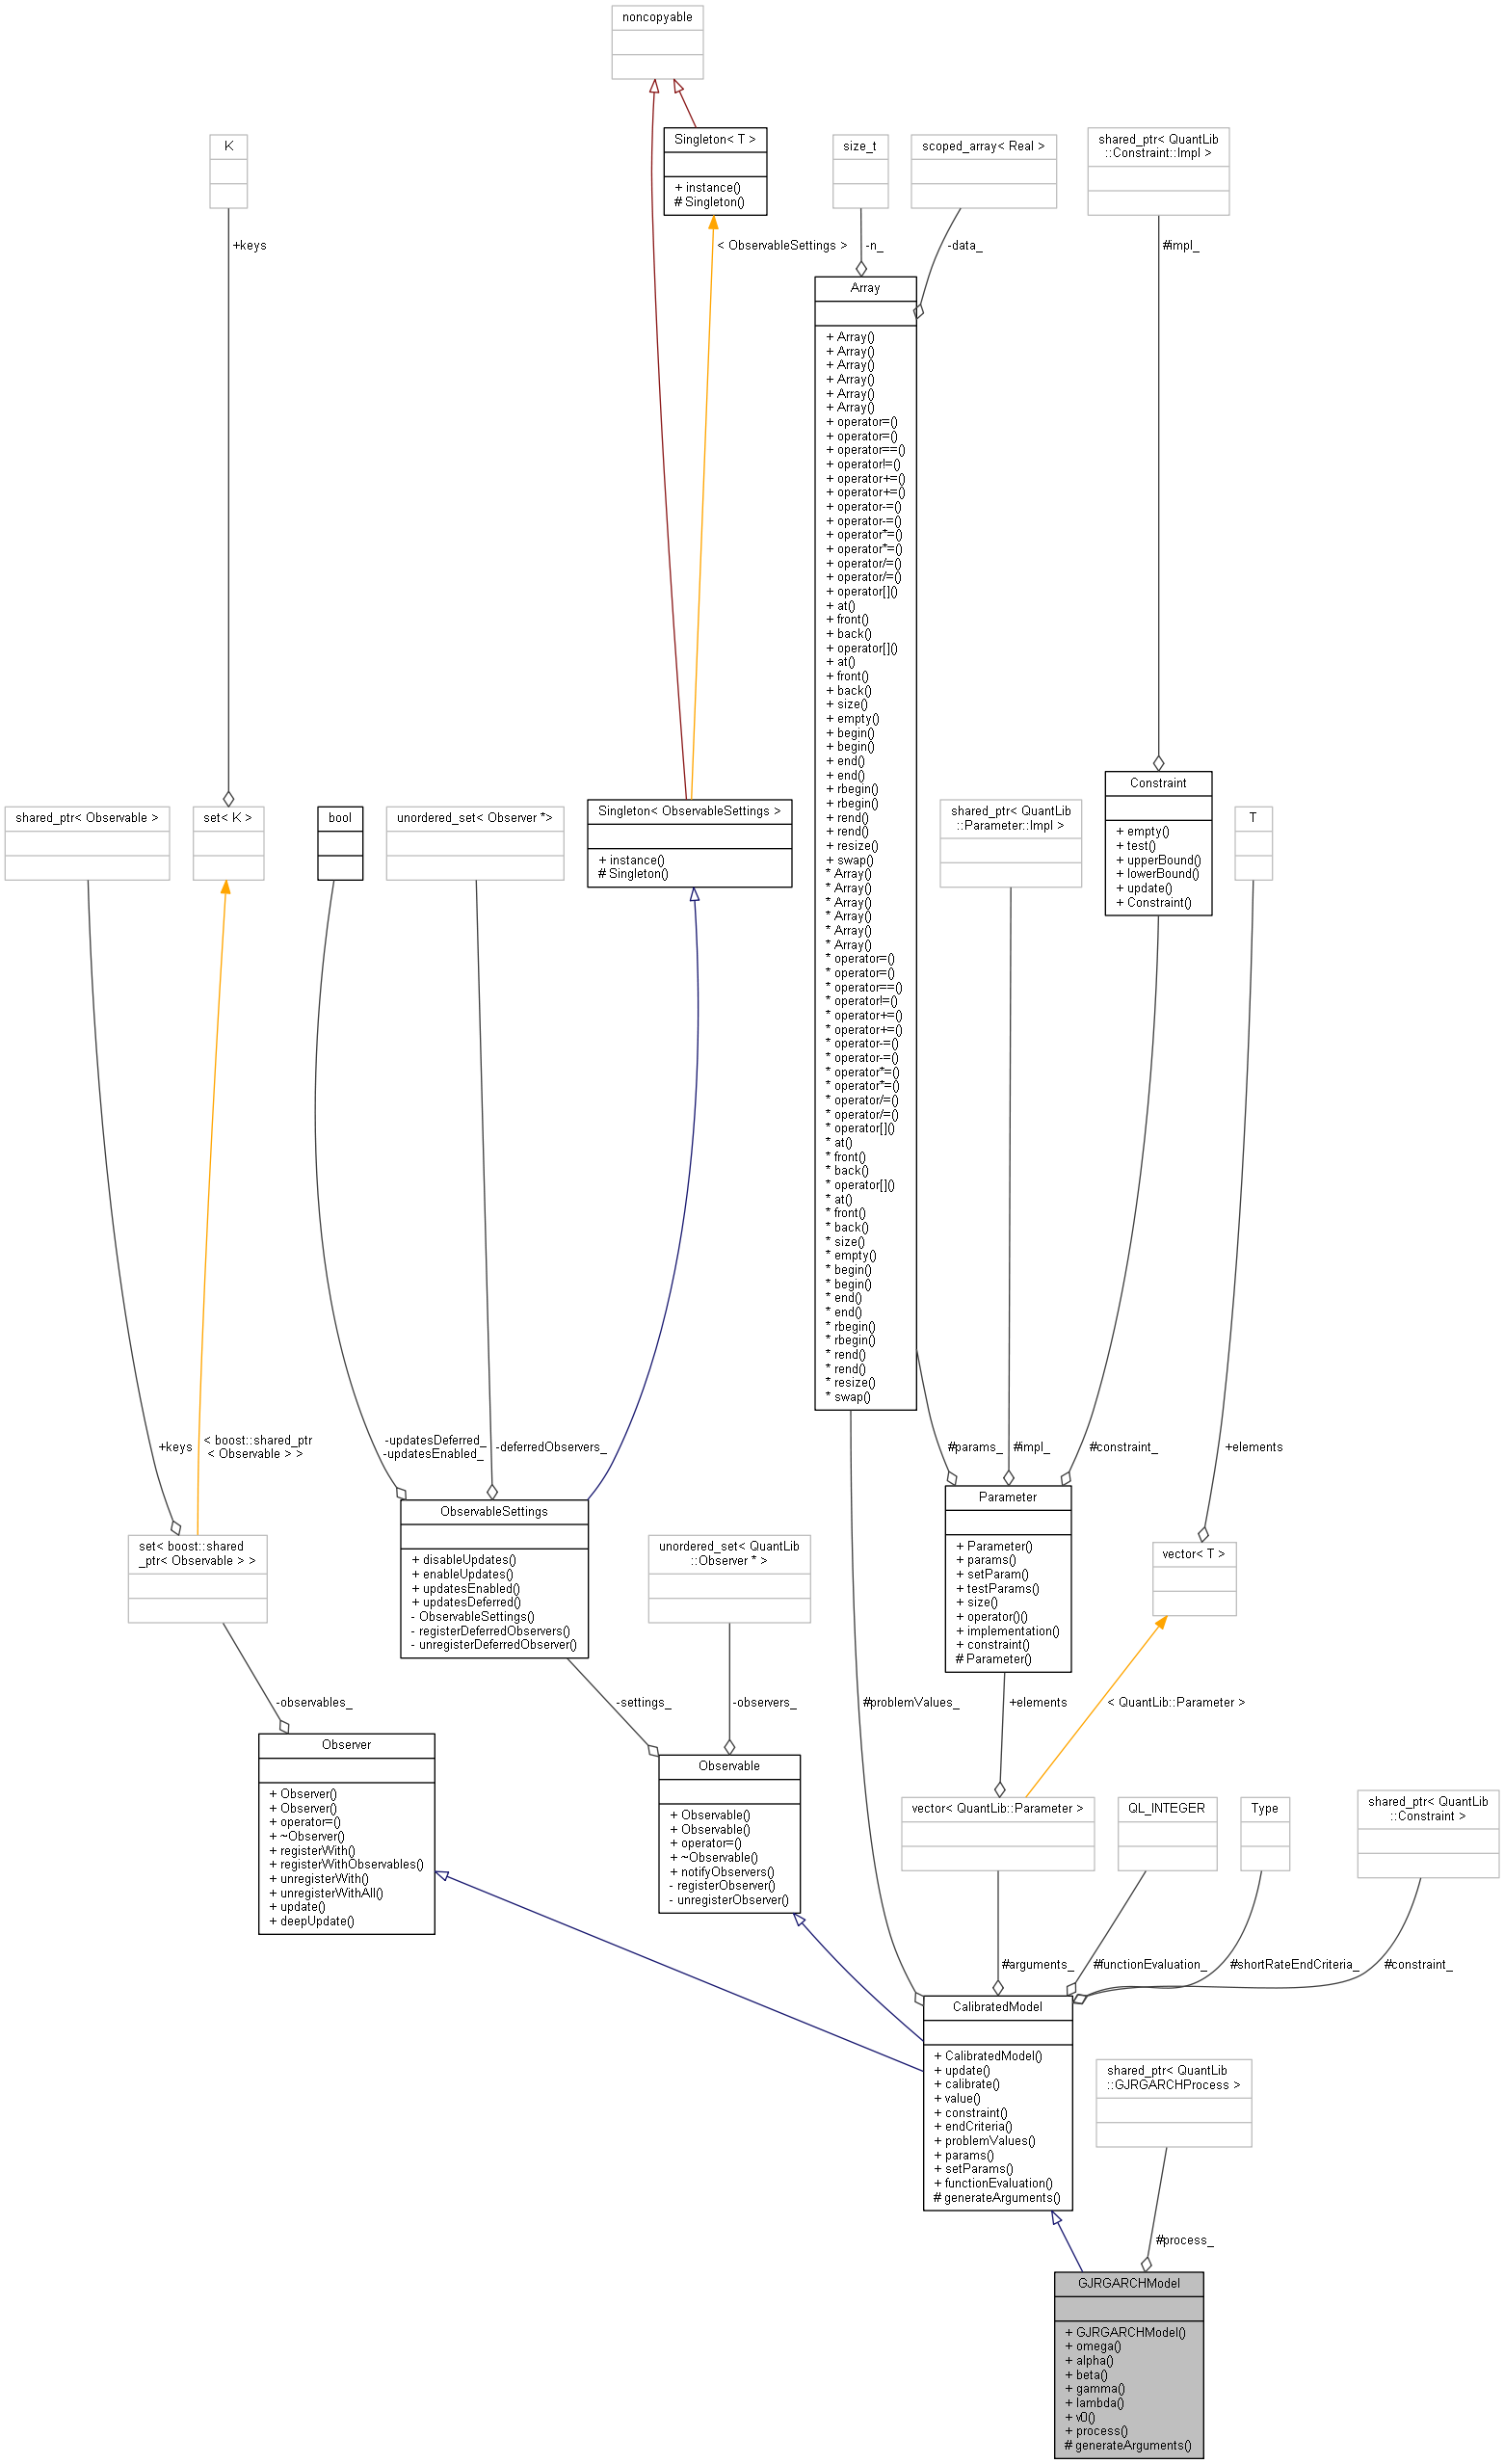 noncopyable
Singleton< T >
+ instance()
# Singleton()
K
size_t
scoped_array< Real >
shared_ptr< QuantLib
::Constraint::Impl >
+keys
< ObservableSettings >
-n_
-data_
#impl_
Array
+ Array()
+ Array()
+ Array()
+ Array()
+ Array()
+ Array()
+ operator=()
+ operator=()
+ operator==()
+ operator!=()
+ operator+=()
+ operator+=()
+ operator-=()
+ operator-=()
+ operator*=()
+ operator*=()
+ operator/=()
+ operator/=()
+ operator[]()
+ at()
+ front()
+ back()
+ operator[]()
+ at()
+ front()
+ back()
+ size()
+ empty()
+ begin()
+ begin()
+ end()
+ end()
+ rbegin()
+ rbegin()
+ rend()
+ rend()
+ resize()
+ swap()
* Array()
* Array()
* Array()
* Array()
* Array()
* Array()
* operator=()
* operator=()
* operator==()
* operator!=()
* operator+=()
* operator+=()
* operator-=()
* operator-=()
* operator*=()
* operator*=()
* operator/=()
* operator/=()
* operator[]()
* at()
* front()
* back()
* operator[]()
* at()
* front()
* back()
* size()
* empty()
* begin()
* begin()
* end()
* end()
* rbegin()
* rbegin()
* rend()
* rend()
* resize()
* swap()
Constraint
+ empty()
+ test()
+ upperBound()
+ lowerBound()
+ update()
+ Constraint()
shared_ptr< Observable >
set< K >
bool
unordered_set< Observer *>
Singleton< ObservableSettings >
+ instance()
# Singleton()
shared_ptr< QuantLib
::Parameter::Impl >
T
+keys
< boost::shared_ptr
< Observable > >
-updatesDeferred_
-updatesEnabled_
-deferredObservers_
#params_
#impl_
#constraint_
+elements
set< boost::shared
_ptr< Observable > >
ObservableSettings
+ disableUpdates()
+ enableUpdates()
+ updatesEnabled()
+ updatesDeferred()
- ObservableSettings()
- registerDeferredObservers()
- unregisterDeferredObserver()
unordered_set< QuantLib
::Observer * >
Parameter
+ Parameter()
+ params()
+ setParam()
+ testParams()
+ size()
+ operator()()
+ implementation()
+ constraint()
# Parameter()
vector< T >
-observables_
-settings_
-observers_
#problemValues_
+elements
< QuantLib::Parameter >
Observer
+ Observer()
+ Observer()
+ operator=()
+ ~Observer()
+ registerWith()
+ registerWithObservables()
+ unregisterWith()
+ unregisterWithAll()
+ update()
+ deepUpdate()
Observable
+ Observable()
+ Observable()
+ operator=()
+ ~Observable()
+ notifyObservers()
- registerObserver()
- unregisterObserver()
vector< QuantLib::Parameter >
QL_INTEGER
Type
shared_ptr< QuantLib
::Constraint >
#arguments_
#functionEvaluation_
#shortRateEndCriteria_
#constraint_
CalibratedModel
+ CalibratedModel()
+ update()
+ calibrate()
+ value()
+ constraint()
+ endCriteria()
+ problemValues()
+ params()
+ setParams()
+ functionEvaluation()
# generateArguments()
shared_ptr< QuantLib
::GJRGARCHProcess >
#process_
GJRGARCHModel
+ GJRGARCHModel()
+ omega()
+ alpha()
+ beta()
+ gamma()
+ lambda()
+ v0()
+ process()
# generateArguments()